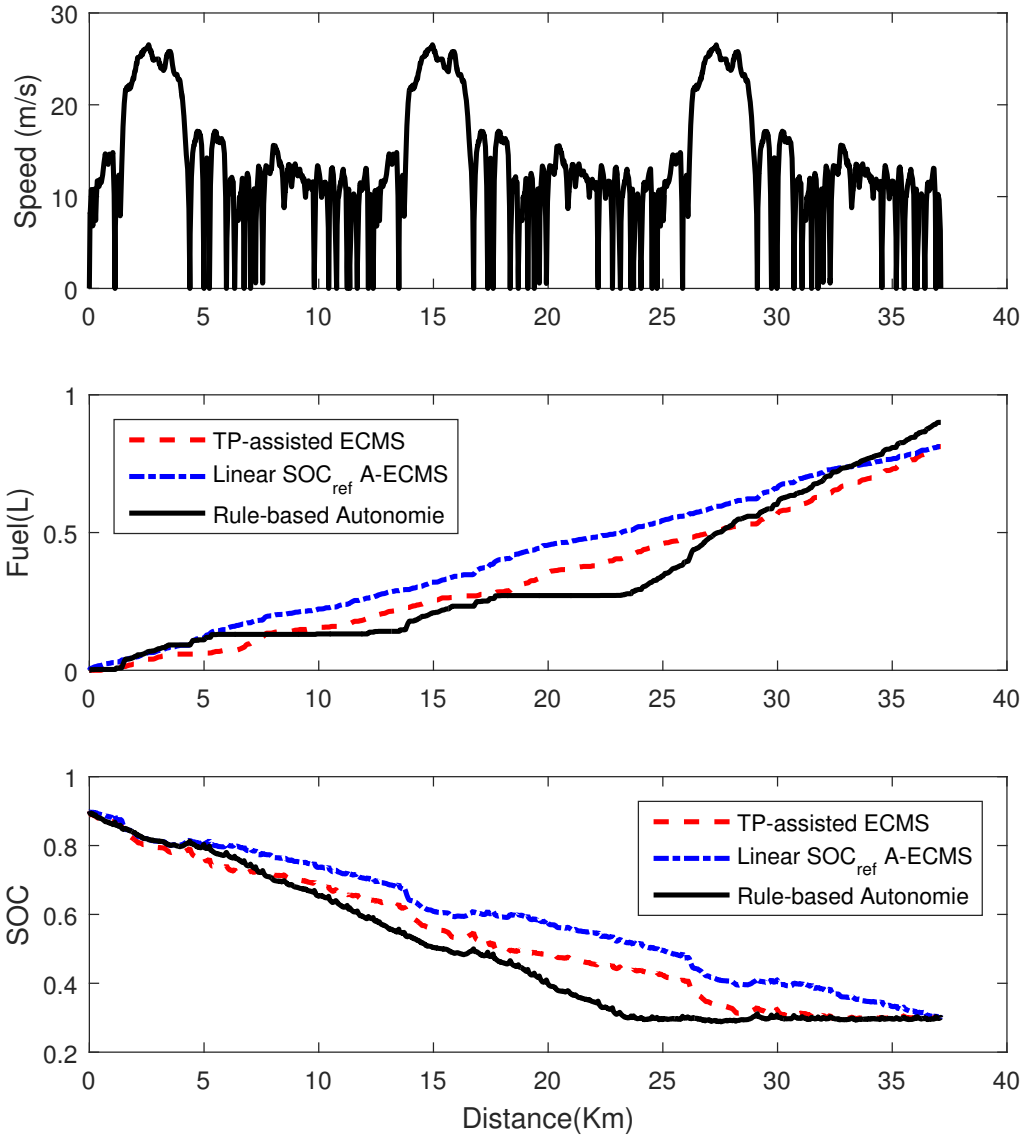 30
20
10
0
Speed (m/s)
0 5 10 15 20 25 30 35 40
1
0.5
0
Fuel(L)
TP-assisted ECMS
Linear SOC_ref A-ECMS
Rule-based Autonomie
0 5 10 15 20 25 30 35 40
1
0.8
0.6
0.4
0.2
SOC
TP-assisted ECMS
Linear SOC_ref A-ECMS
Rule-based Autonomie
0 5 10 15 20 25 30 35 40
Distance(Km)